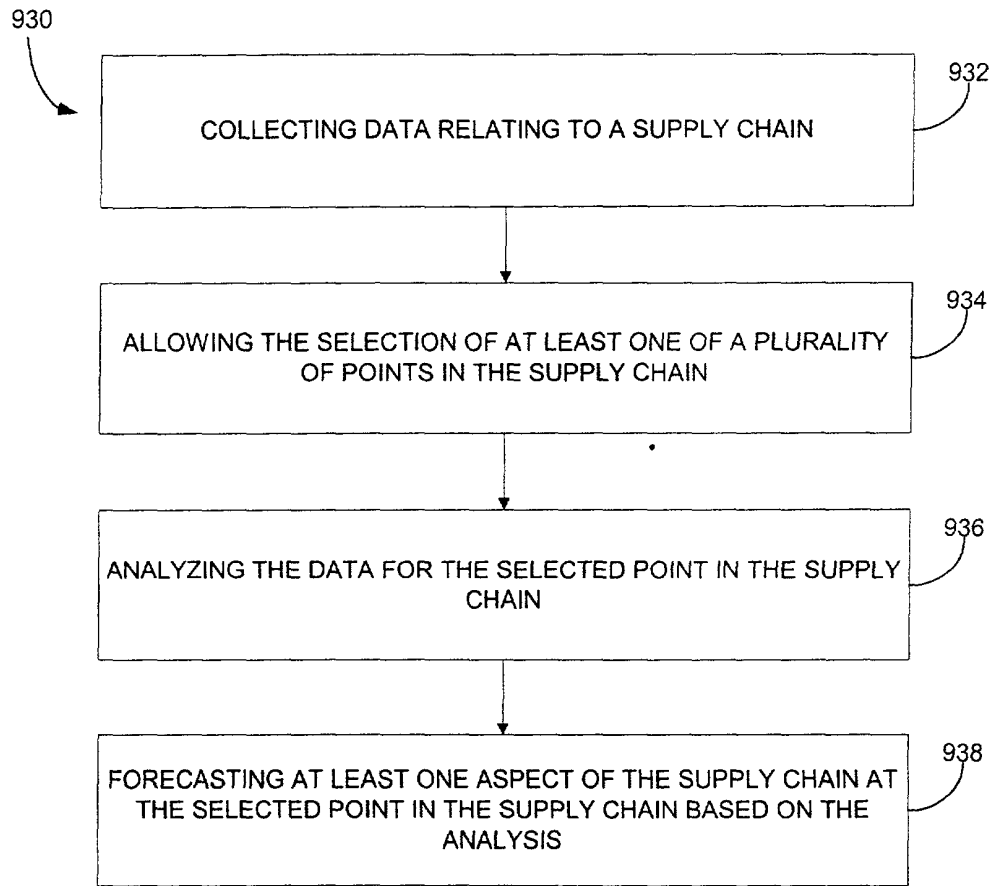 930
932
COLLECTING DATA RELATING TO A SUPPLY CHAIN
934
ALLOWING THE SELECTION OF AT LEAST ONE OF A PLURALITY
OF POINTS IN THE SUPPLY CHAIN
936
ANALYZING THE DATA FOR THE SELECTED POINT IN THE SUPPLY
CHAIN
938
FORECASTING AT LEAST ONE ASPECT OF THE SUPPLY CHAIN AT
THE SELECTED POINT IN THE SUPPLY CHAIN BASED ON THE
ANALYSIS